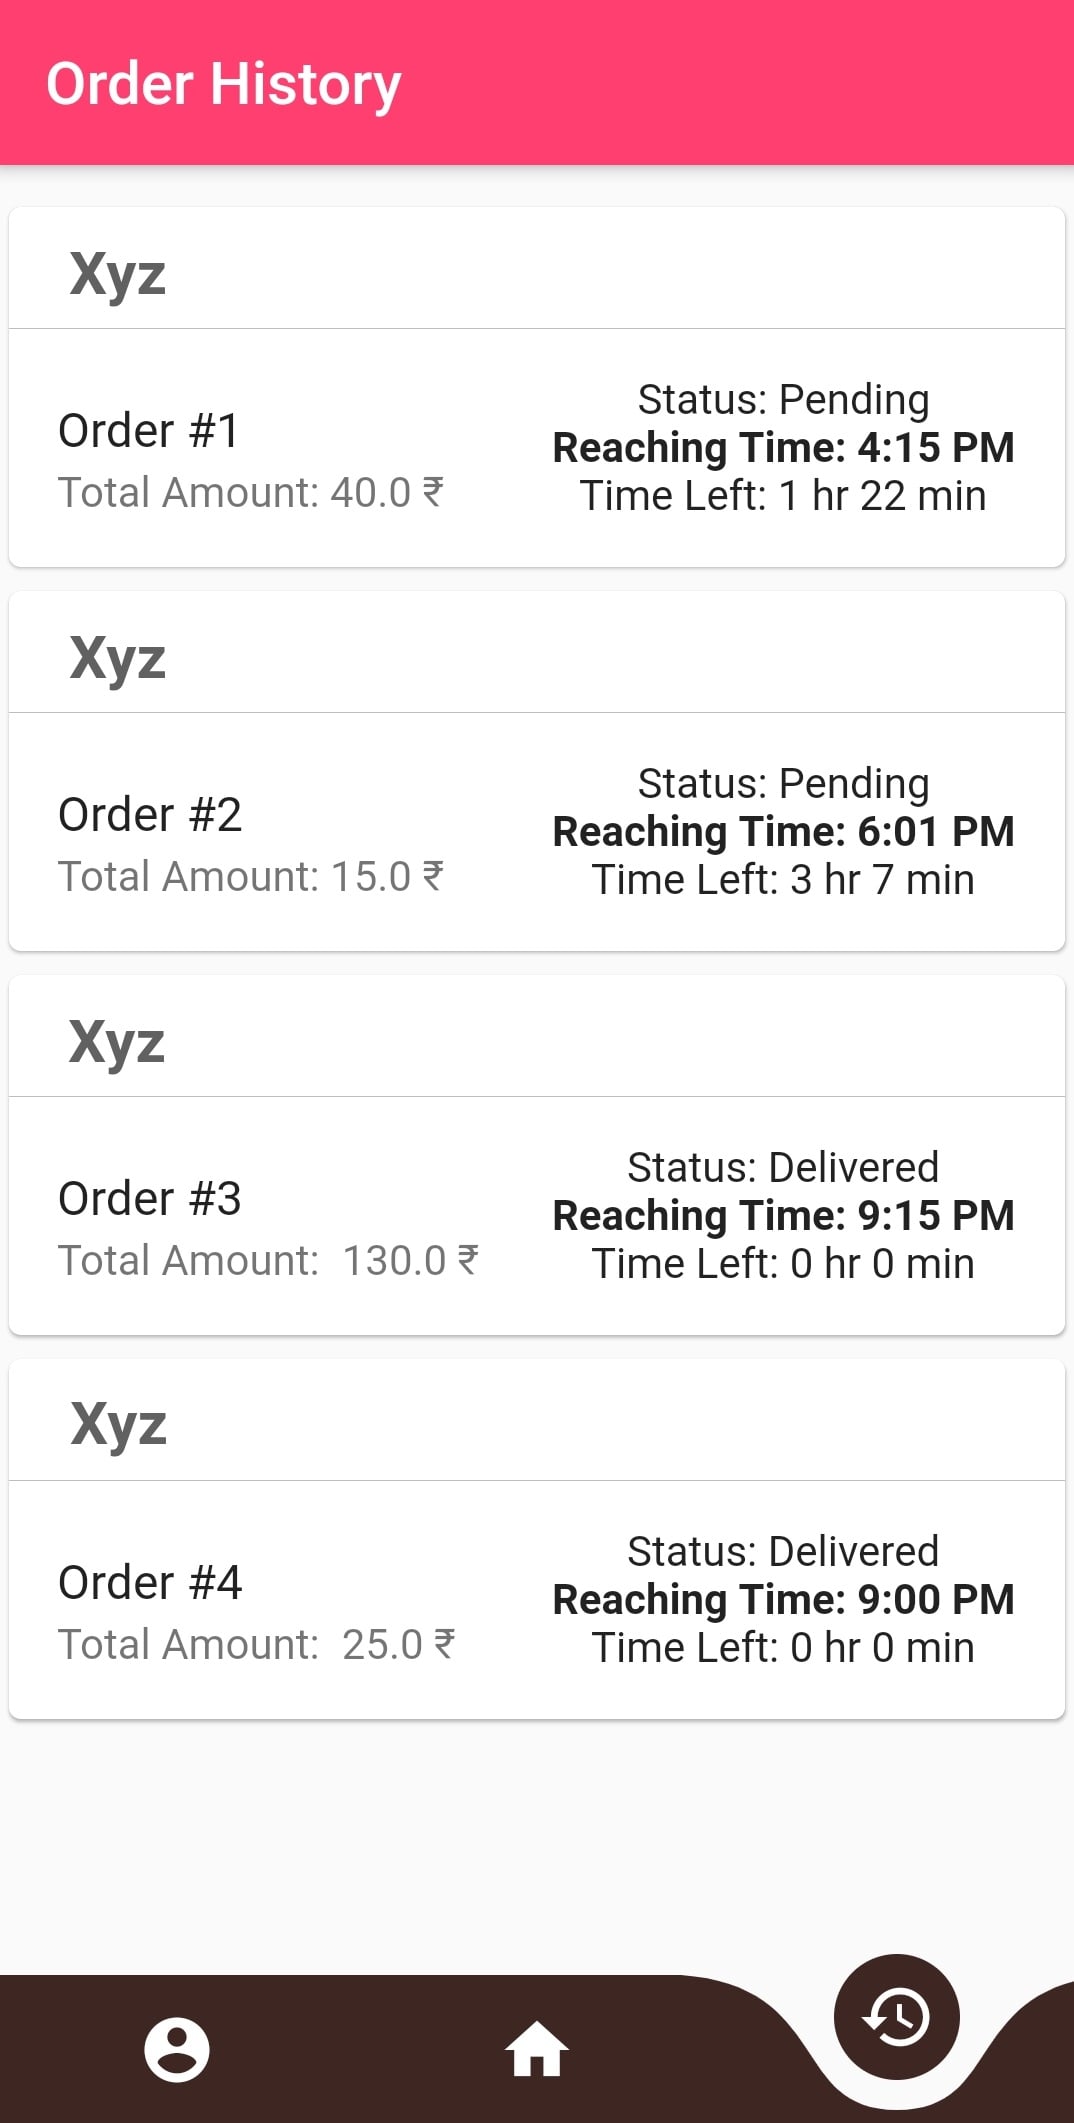 Order History
Xyz
Order #1
Total Amount: 40.0 ₹
Status: Pending
Reaching Time: 4:15 PM
Time Left: 1 hr 22 min
Xyz
Order #2
Total Amount: 15.0 ₹
Status: Pending
Reaching Time: 6:01 PM
Time Left: 3 hr 7 min
Xyz
Order #3
Total Amount:  130.0 ₹
Status: Delivered
Reaching Time: 9:15 PM
Time Left: 0 hr 0 min
Xyz
Order #4
Total Amount:  25.0 ₹
Status: Delivered
Reaching Time: 9:00 PM
Time Left: 0 hr 0 min